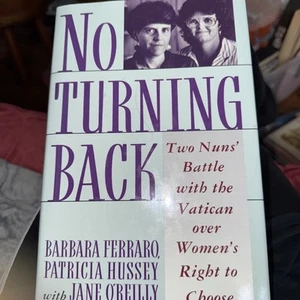 NO
TURNING
BACK
Two Nuns'
Battle
with the
Vatican
over
Women's
Right to
Choose
BARBARA FERRARO,
PATRICIA HUSSEY
with JANE O'REILLY